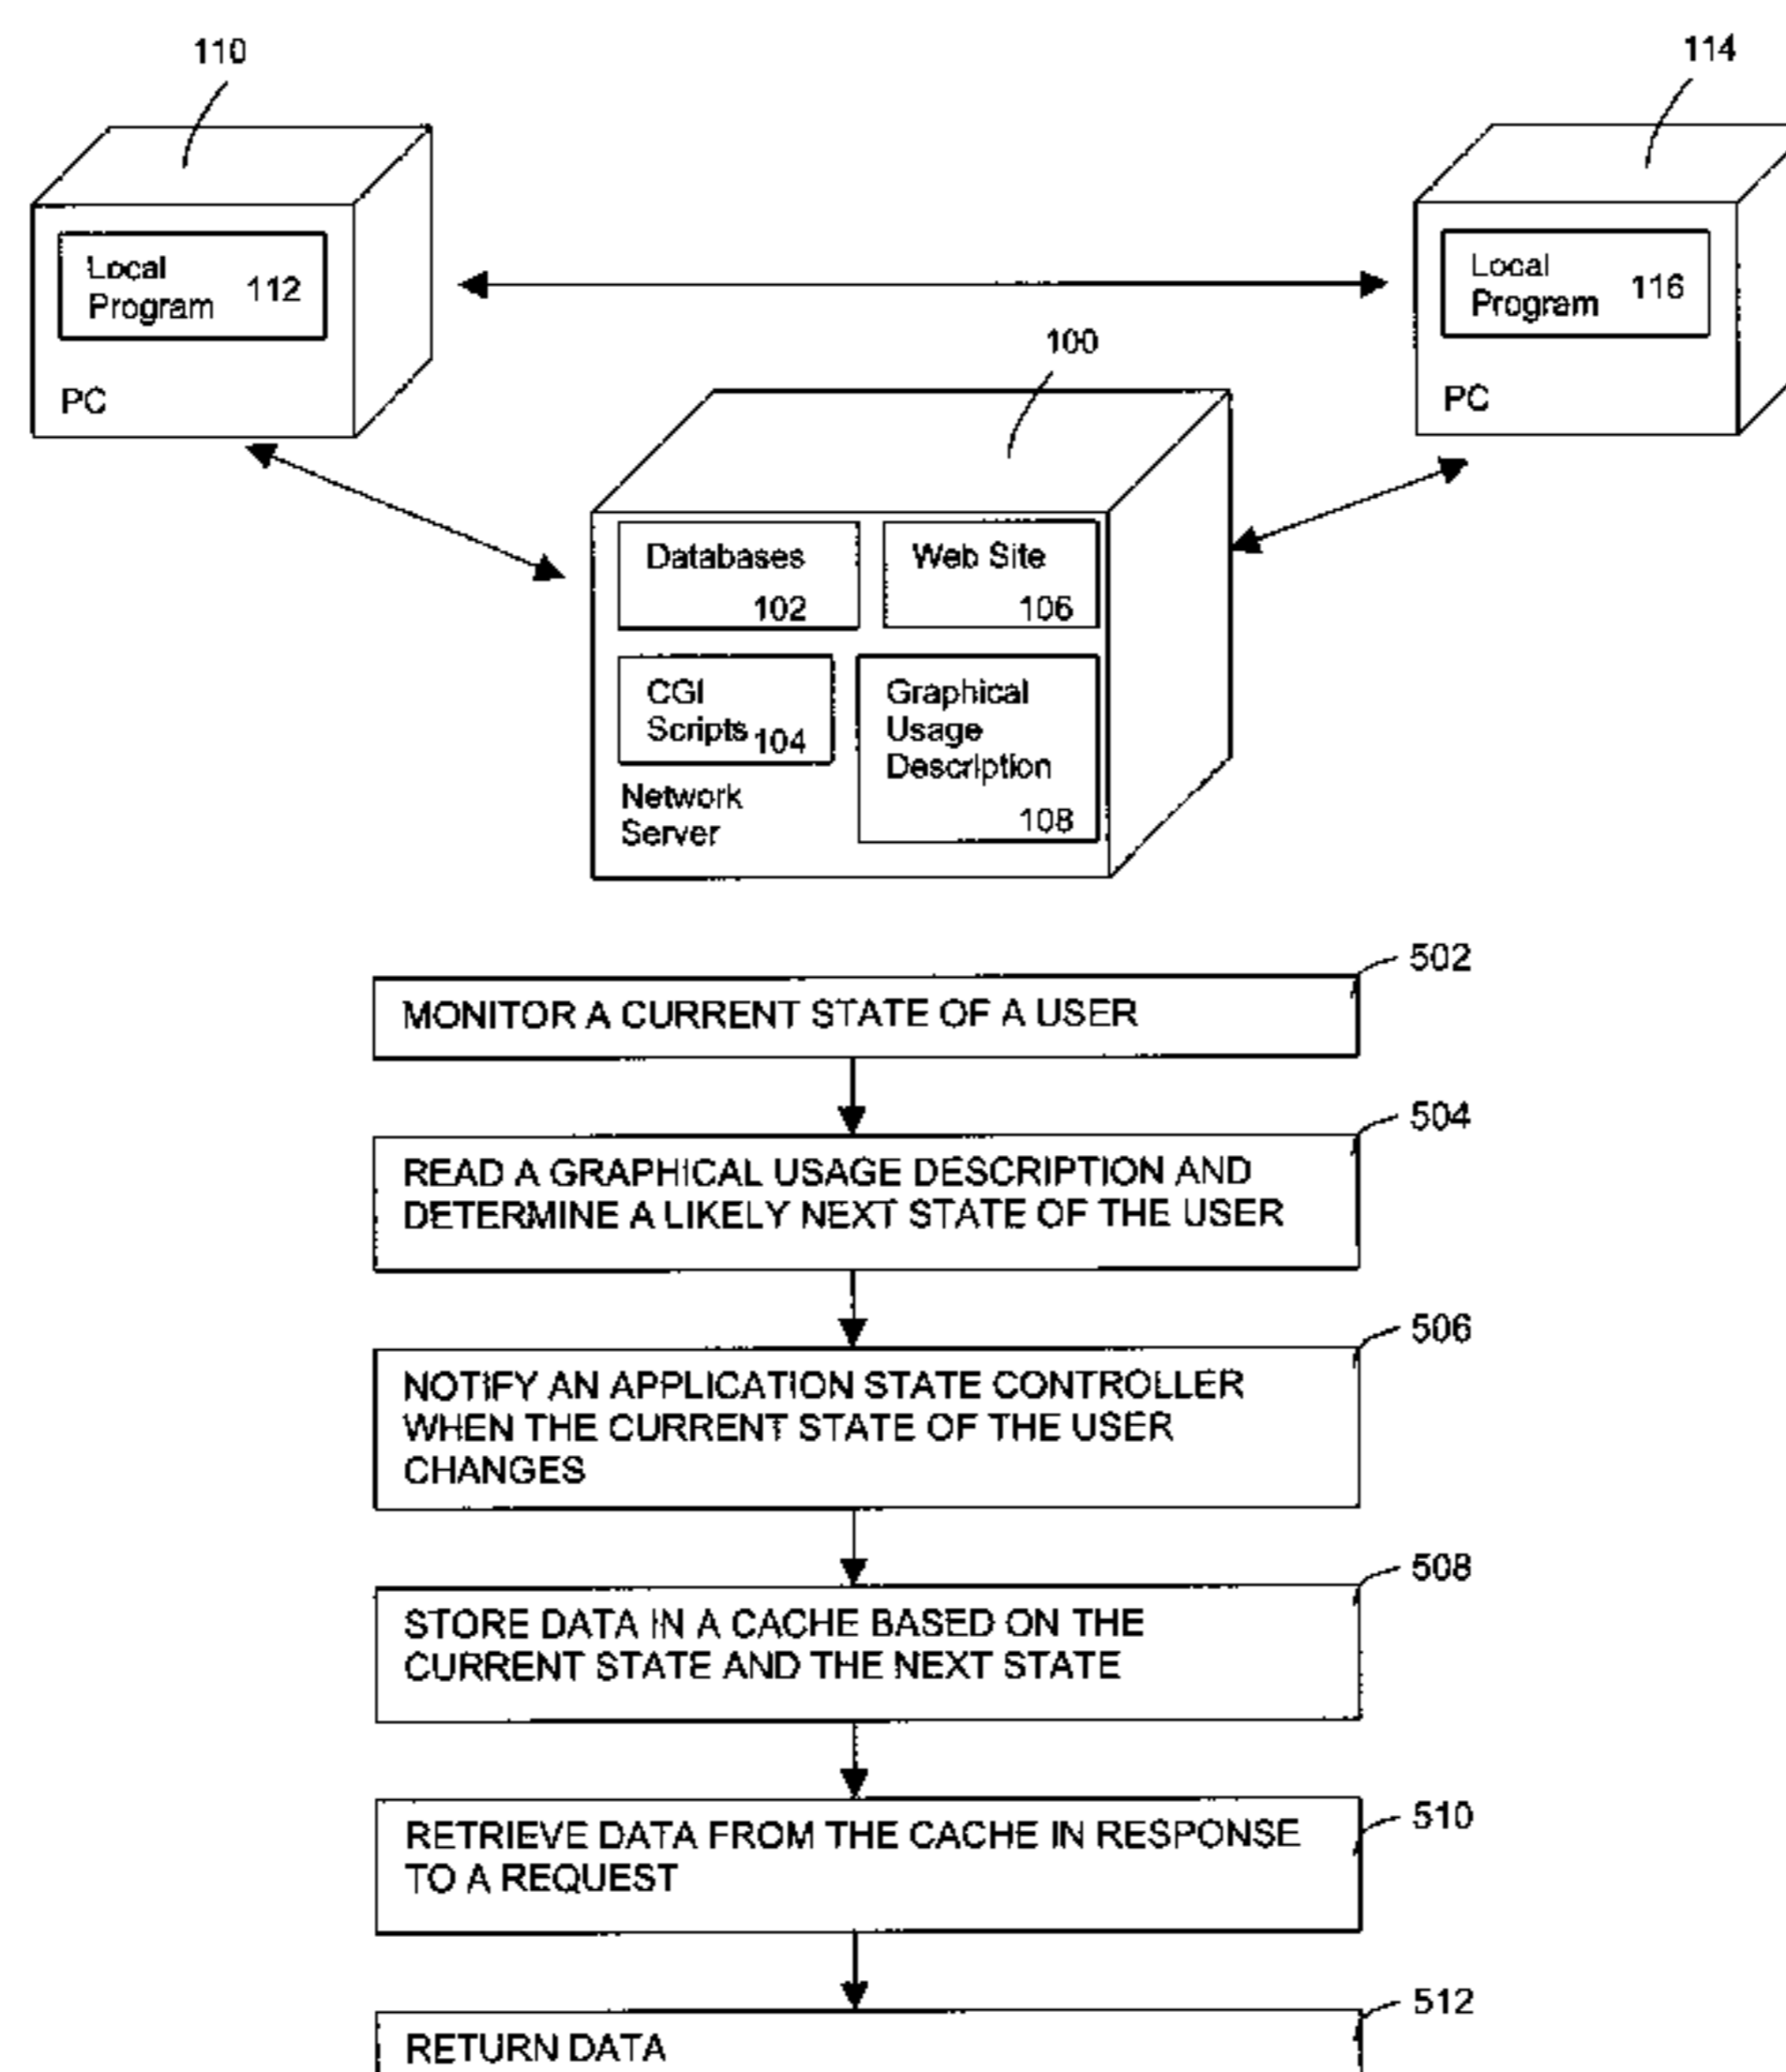 110
114
Local
Program 112
PC
Local
Program 116
PC
100
Databases
102
Web Site
106
CGI
Scripts 104
Graphical
Usage
Description
108
Network
Server
502
MONITOR A CURRENT STATE OF A USER
504
READ A GRAPHICAL USAGE DESCRIPTION AND
DETERMINE A LIKELY NEXT STATE OF THE USER
506
NOTIFY AN APPLICATION STATE CONTROLLER
WHEN THE CURRENT STATE OF THE USER
CHANGES
508
STORE DATA IN A CACHE BASED ON THE
CURRENT STATE AND THE NEXT STATE
510
RETRIEVE DATA FROM THE CACHE IN RESPONSE
TO A REQUEST
512
RETURN DATA